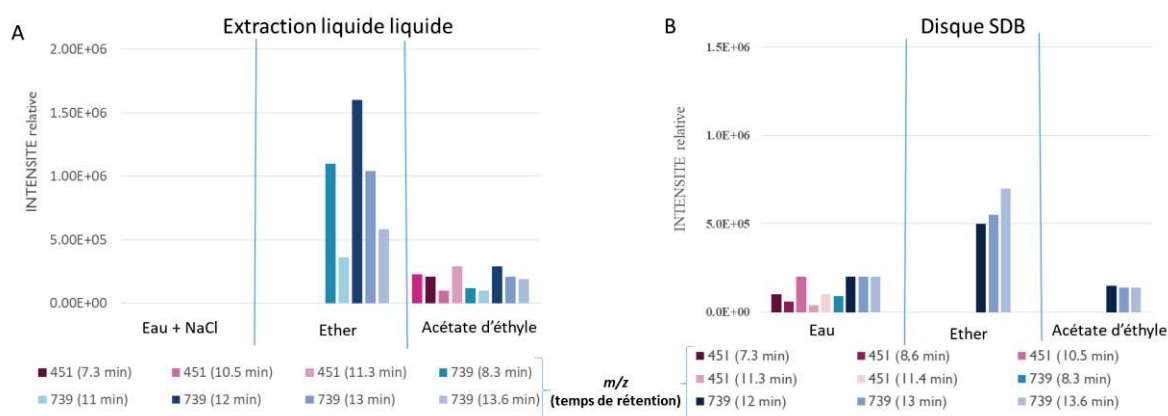 A
Extraction liquide liquide
2.00E+06
1.50E+06
1.00E+06
5.00E+05
0.00E+00
INTENSITE relative
Eau + NaCl
Ether
Acétate d'éthyle
451 (7.3 min)
451 (10.5 min)
451 (11.3 min)
739 (8.3 min)
739 (11 min)
739 (12 min)
739 (13 min)
739 (13.6 min)
m/z
(temps de rétention)
B
Disque SDB
1.5E+06
1.0E+06
5.0E+05
0.0E+00
INTENSITE relative
Eau
Ether
Acétate d'éthyle
451 (7.3 min)
451 (8,6 min)
451 (10.5 min)
451 (11.3 min)
451 (11.4 min)
739 (8.3 min)
739 (12 min)
739 (13 min)
739 (13.6 min)